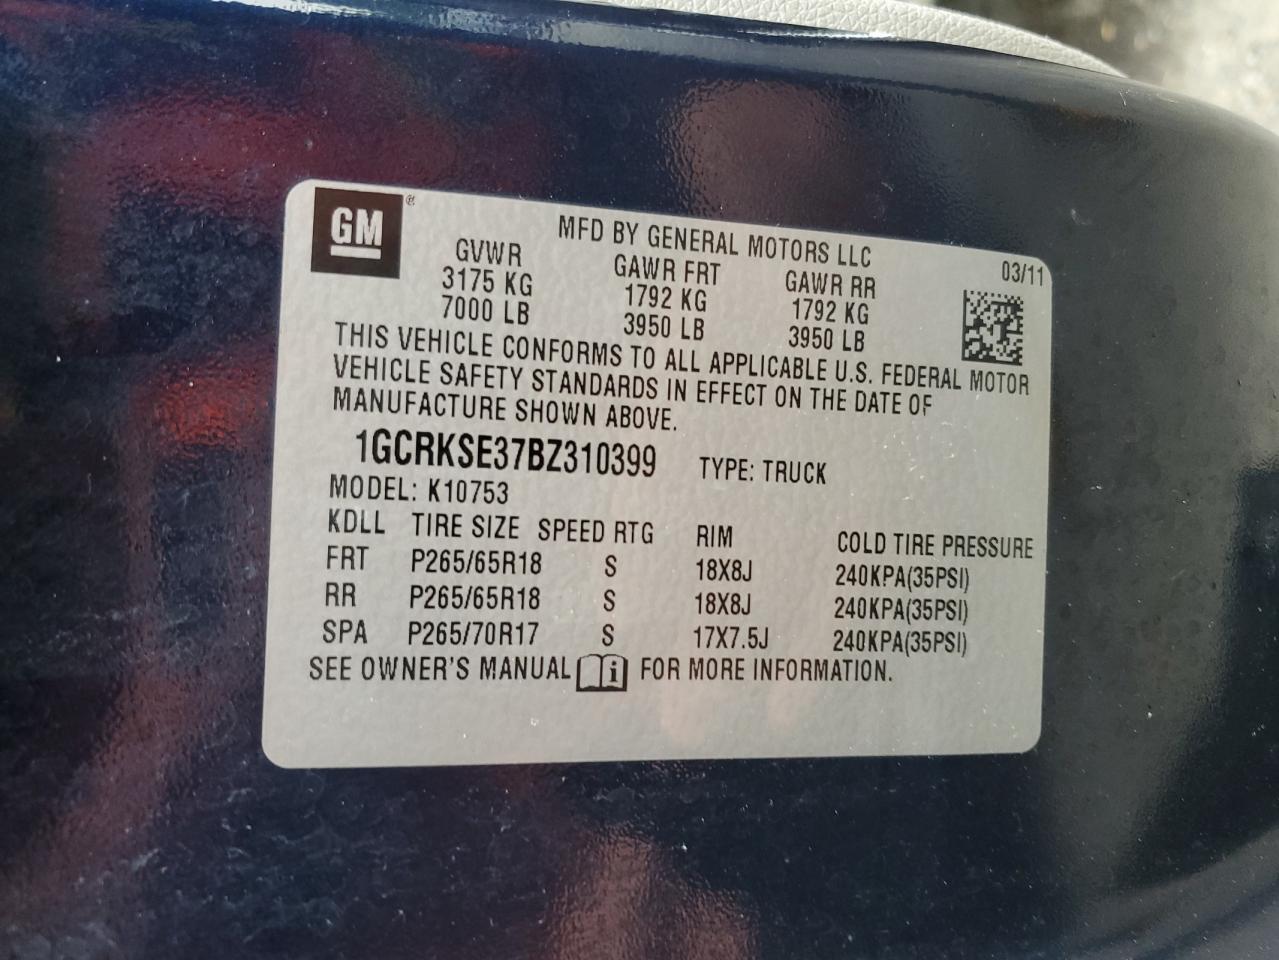 GM ®
MFD BY GENERAL MOTORS LLC
03/11
GVWR GAWR FRT GAWR RR
3175 KG 1792 KG 1792 KG
7000 LB 3950 LB 3950 LB
THIS VEHICLE CONFORMS TO ALL APPLICABLE U.S. FEDERAL MOTOR
VEHICLE SAFETY STANDARDS IN EFFECT ON THE DATE OF
MANUFACTURE SHOWN ABOVE.
1GCRKSE37BZ310399 TYPE: TRUCK
MODEL: K10753
KDLL TIRE SIZE SPEED RTG RIM COLD TIRE PRESSURE
FRT P265/65R18 S 18X8J 240KPA(35PSI)
RR P265/65R18 S 18X8J 240KPA(35PSI)
SPA P265/70R17 S 17X7.5J 240KPA(35PSI)
SEE OWNER'S MANUAL i FOR MORE INFORMATION.